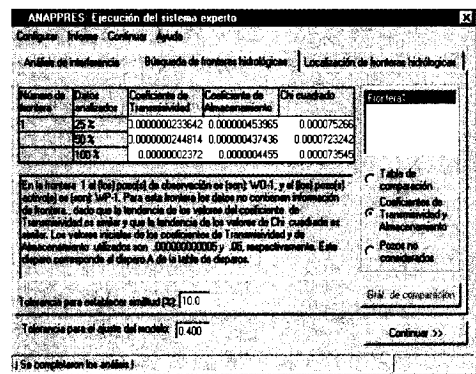 ANAPPRES Ejecución del sistema experto
Configurar Informe Continuar Ayuda
Análisis de interferencia Búsqueda de fronteras hidrológicas Localización de fronteras hidrológicas
Número de frontera Datos analizados Coeficiente de Transmisividad Coeficiente de Almacenamiento Chi cuadrado
1 25 % 0.0000000233642 0.000000453965 0.000075266
50 % 0.0000000244814 0.000000437436 0.0000723242
100 % 0.00000002372 0.0000004455 0.000073545
Frontera1
En la frontera 1 el (los) pozo(s) de observación es (son): WO-1, y el (los) pozo(s)
activo(s) es (son): WP-1. Para esta frontera los datos no contienen información
de frontera., dado que la tendencia de los valores del coeficiente de
Transmisividad es similar y que la tendencia de los valores de Chi cuadrada es
similar. Los valores iniciales de los coeficientes de Transmisividad y de
Almacenamiento utilizados son .000000000005 y .05, respectivamente. Este
disparo corresponde al disparo A de la tabla de disparos.
Tabla de comparación
Coeficientes de Transmisividad y Almacenamiento
Pozos no considerados
Tolerancia para establecer similitud [%]: 10.0
Gráf. de comparación
Tolerancia para el ajuste del modelo: 0.400
Continuar >>
¡ Se completaron los análisis !